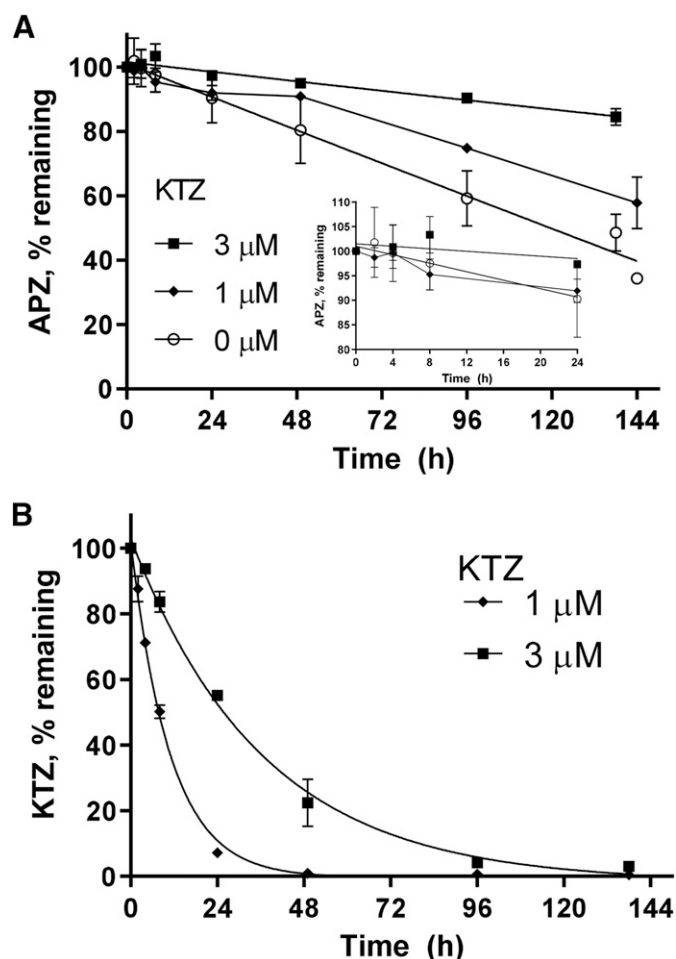 A
APZ, % remaining
100
80
60
40
20
0
KTZ
3 μM
1 μM
0 μM
APZ, % remaining
110
105
100
95
90
85
80
0 4 8 12 16 20 24
Time (h)
0 24 48 72 96 120 144
Time (h)
B
KTZ, % remaining
100
80
60
40
20
0
KTZ
1 μM
3 μM
0 24 48 72 96 120 144
Time (h)